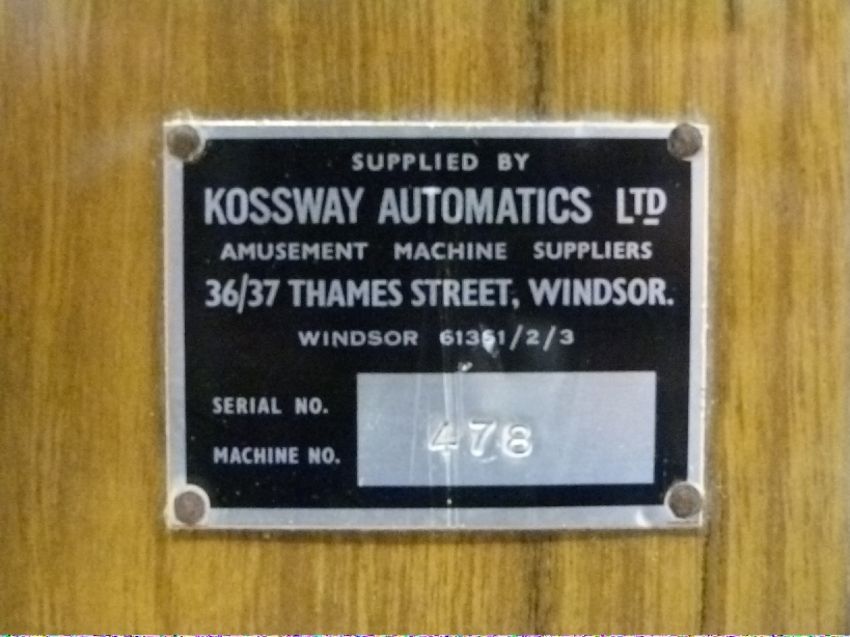 SUPPLIED BY
KOSSWAY AUTOMATICS LTD
AMUSEMENT MACHINE SUPPLIERS
36/37 THAMES STREET, WINDSOR.
WINDSOR 61351/2/3
SERIAL NO.
MACHINE NO. 478